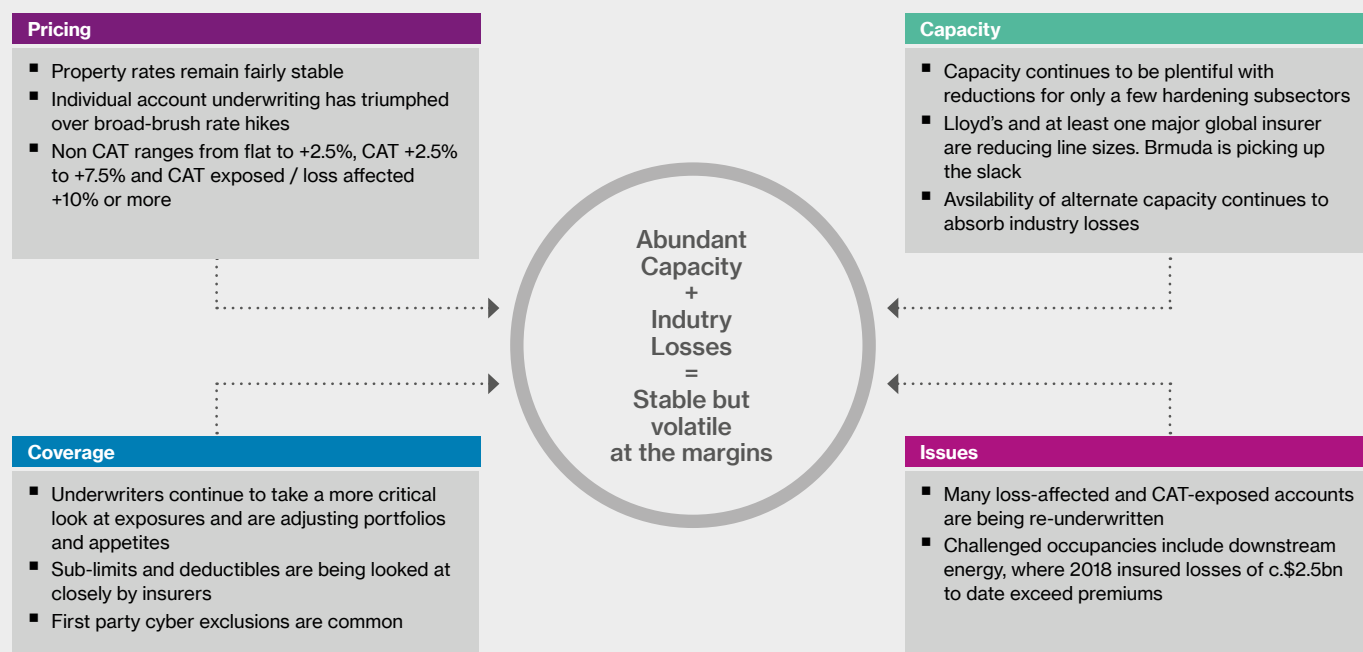 Pricing
■ Property rates remain fairly stable
■ Individual account underwriting has triumphed
over broad-brush rate hikes
■ Non CAT ranges from flat to +2.5%, CAT +2.5%
to +7.5% and CAT exposed / loss affected
+10% or more
Capacity
■ Capacity continues to be plentiful with
reductions for only a few hardening subsectors
■ Lloyd’s and at least one major global insurer
are reducing line sizes. Brmuda is picking up
the slack
■ Avsilability of alternate capacity continues to
absorb industry losses
Abundant
Capacity
+
Indutry
Losses
=
Stable but
volatile
at the margins
Coverage
■ Underwriters continue to take a more critical
look at exposures and are adjusting portfolios
and appetites
■ Sub-limits and deductibles are being looked at
closely by insurers
■ First party cyber exclusions are common
Issues
■ Many loss-affected and CAT-exposed accounts
are being re-underwritten
■ Challenged occupancies include downstream
energy, where 2018 insured losses of c.$2.5bn
to date exceed premiums